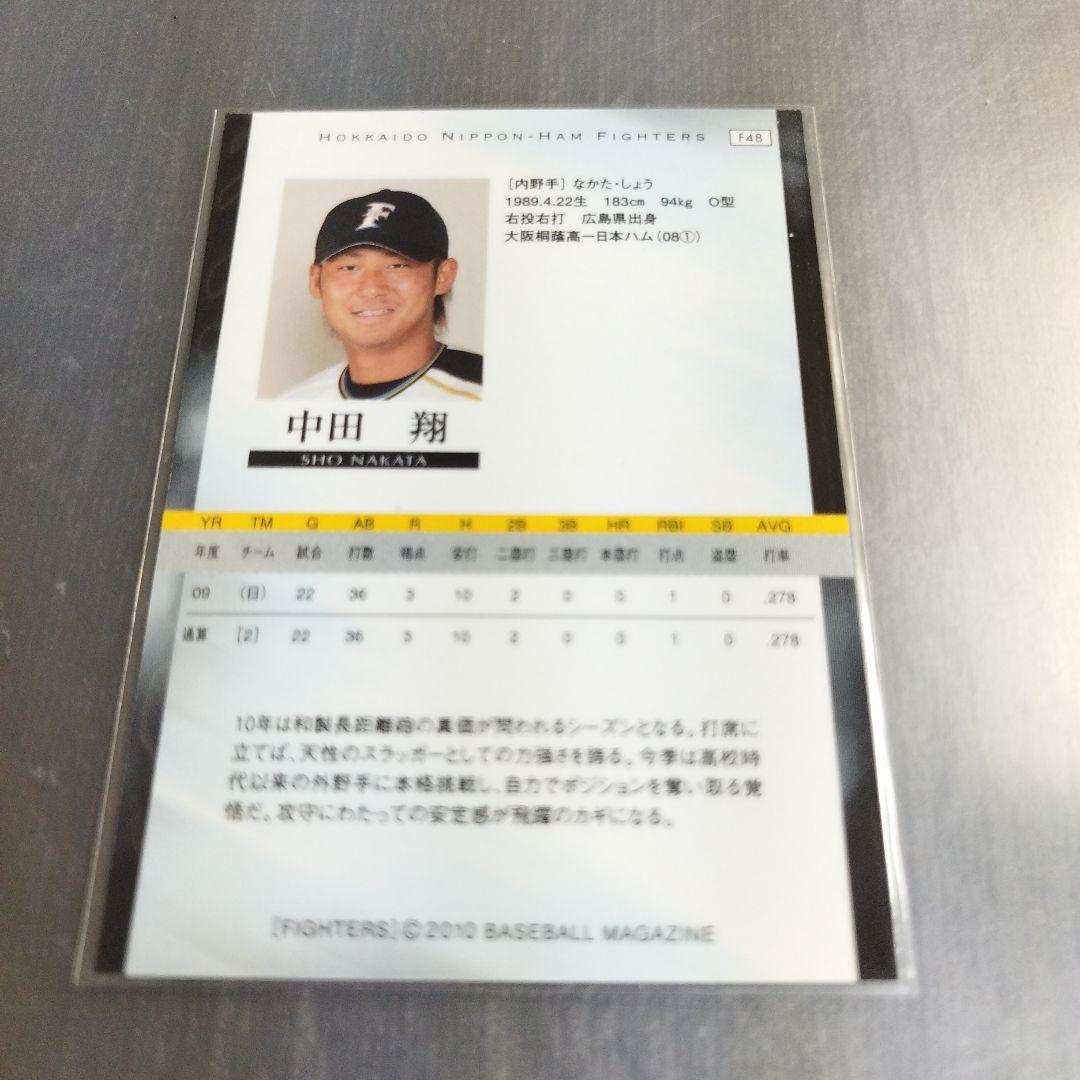 HOKKAIDO NIPPON-HAM FIGHTERS F48
[内野手] なかた・しょう
1989.4.22生 183cm 94kg O型
右投右打 広島県出身
大阪桐蔭高ー日本ハム(08①)
F
中田 翔
SHO NAKATA
YR TM G AB R H 2B 3B HR RBI SB AVG
年度 チーム 試合 打数 得点 安打 二塁打 三塁打 本塁打 打点 盗塁 打率
09 (日) 22 36 3 10 2 0 0 1 0 .278
通算 [2] 22 36 3 10 2 0 0 1 0 .278
10年は和製長距離砲の真価が問われるシーズンとなる。打席に
立てば、天性のスラッガーとしての力強さを誇る。今季は高校時
代以来の外野手に本格挑戦し、自力でポジションを奪い取る覚
悟だ。攻守にわたっての安定感が飛躍のカギになる。
[FIGHTERS]©2010 BASEBALL MAGAZINE